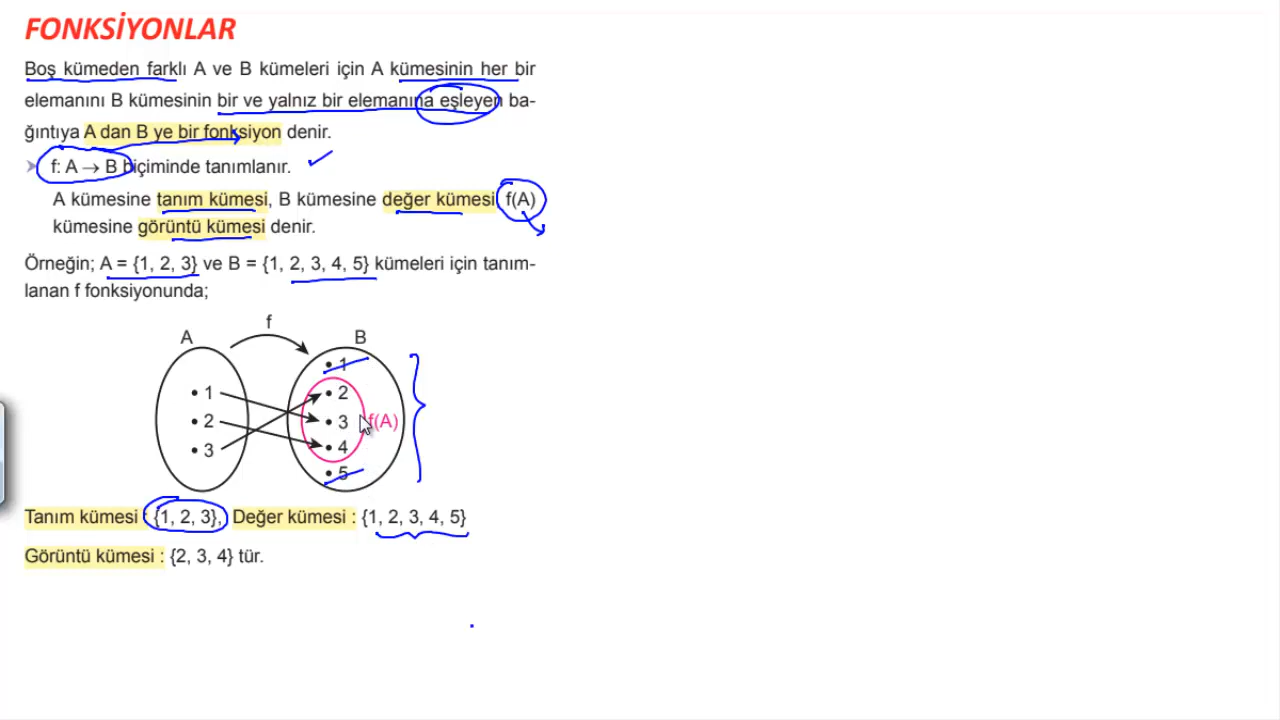 FONKSİYONLAR
Boş kümeden farklı A ve B kümeleri için A kümesinin her bir
elemanını B kümesinin bir ve yalnız bir elemanına eşleyen ba-
ğıntıya A dan B ye bir fonksiyon denir.
f: A → B biçiminde tanımlanır.
A kümesine tanım kümesi, B kümesine değer kümesi f(A)
kümesine görüntü kümesi denir.
Örneğin; A = {1, 2, 3} ve B = {1, 2, 3, 4, 5} kümeleri için tanım-
lanan f fonksiyonunda;
f
A B
• 1
• 1 • 2
• 2 • 3 f(A)
• 3 • 4
• 5
Tanım kümesi : {1, 2, 3}, Değer kümesi : {1, 2, 3, 4, 5}
Görüntü kümesi : {2, 3, 4} tür.